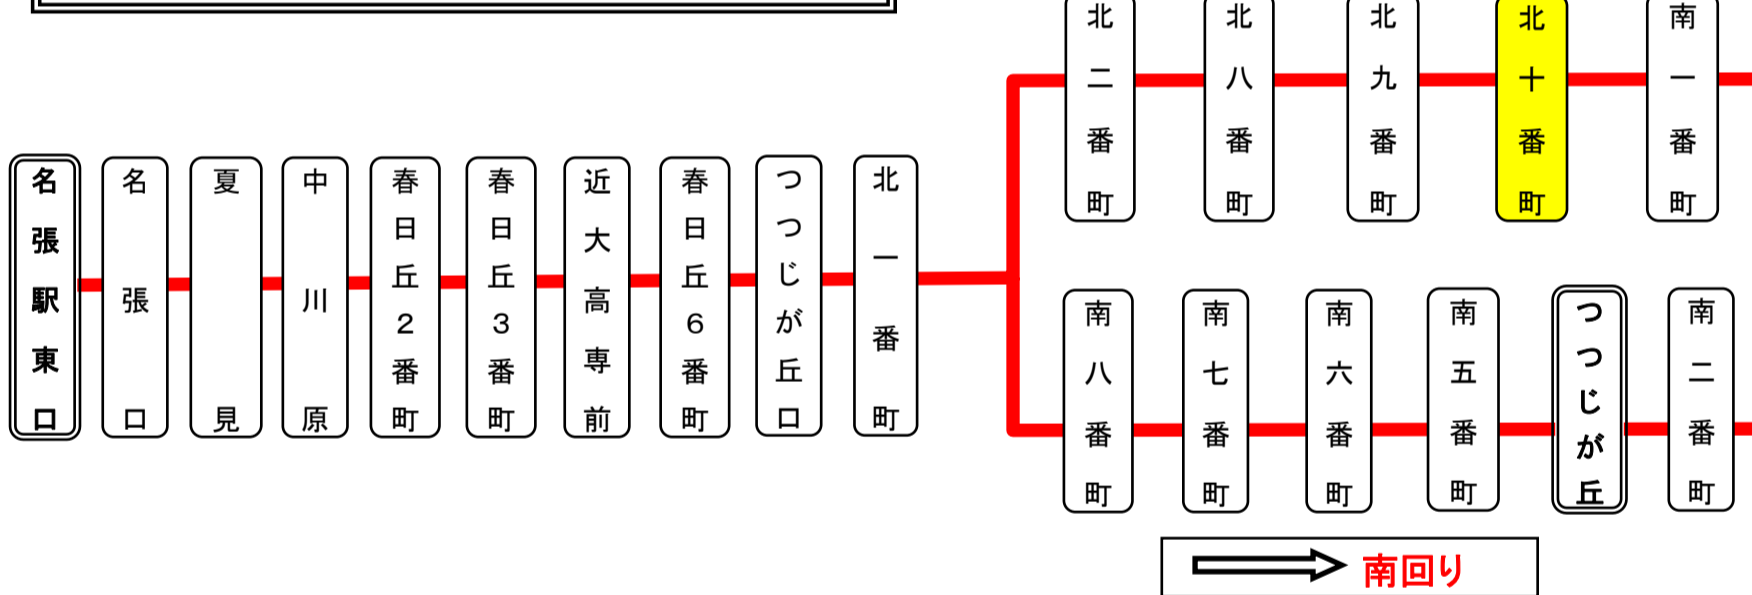 名張駅東口
名張口
夏見
中川原
春日丘2番町
春日丘3番町
近大高専前
春日丘6番町
つつじが丘口
北一番町
北二番町
北八番町
北九番町
北十番町
南一番町
南八番町
南七番町
南六番町
南五番町
つつじが丘
南二番町
南回り